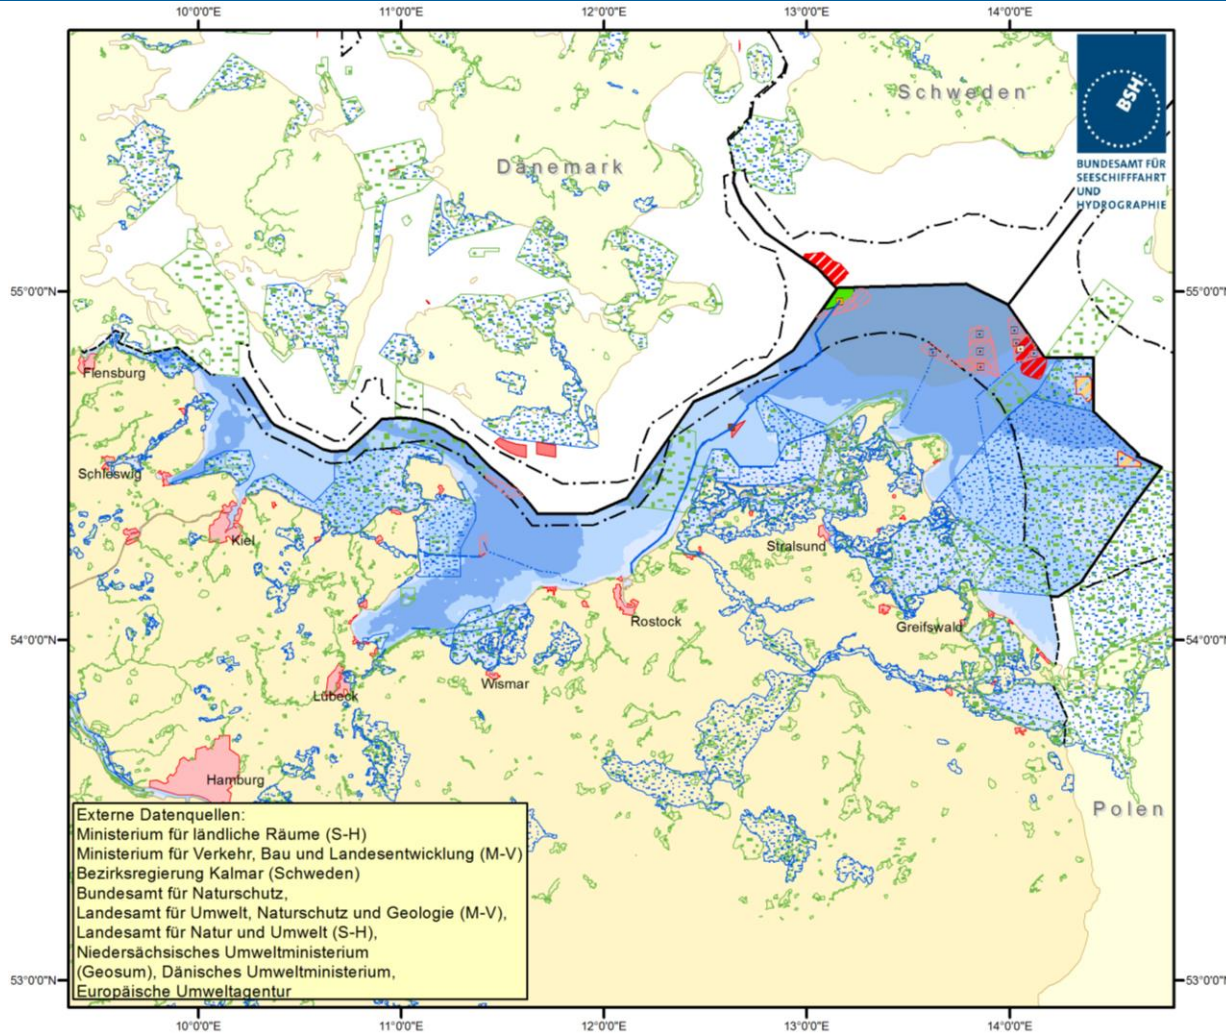 10°0'0"E 11°0'0"E 12°0'0"E 13°0'0"E 14°0'0"E
Schweden
BSH
BUNDESAMT FÜR
SEESCHIFFFAHRT
UND
HYDROGRAPHIE
Dänemark
55°0'0"N 55°0'0"N
Flensburg
Schleswig
Kiel
Stralsund
Rostock
Greifswald
54°0'0"N 54°0'0"N
Wismar
Lübeck
Hamburg
Polen
Externe Datenquellen:
Ministerium für ländliche Räume (S-H)
Ministerium für Verkehr, Bau und Landesentwicklung (M-V)
Bezirksregierung Kalmar (Schweden)
Bundesamt für Naturschutz,
Landesamt für Umwelt, Naturschutz und Geologie (M-V),
Landesamt für Natur und Umwelt (S-H),
Niedersächsisches Umweltministerium
(Geosum), Dänisches Umweltministerium,
Europäische Umweltagentur
53°0'0"N 53°0'0"N
10°0'0"E 11°0'0"E 12°0'0"E 13°0'0"E 14°0'0"E